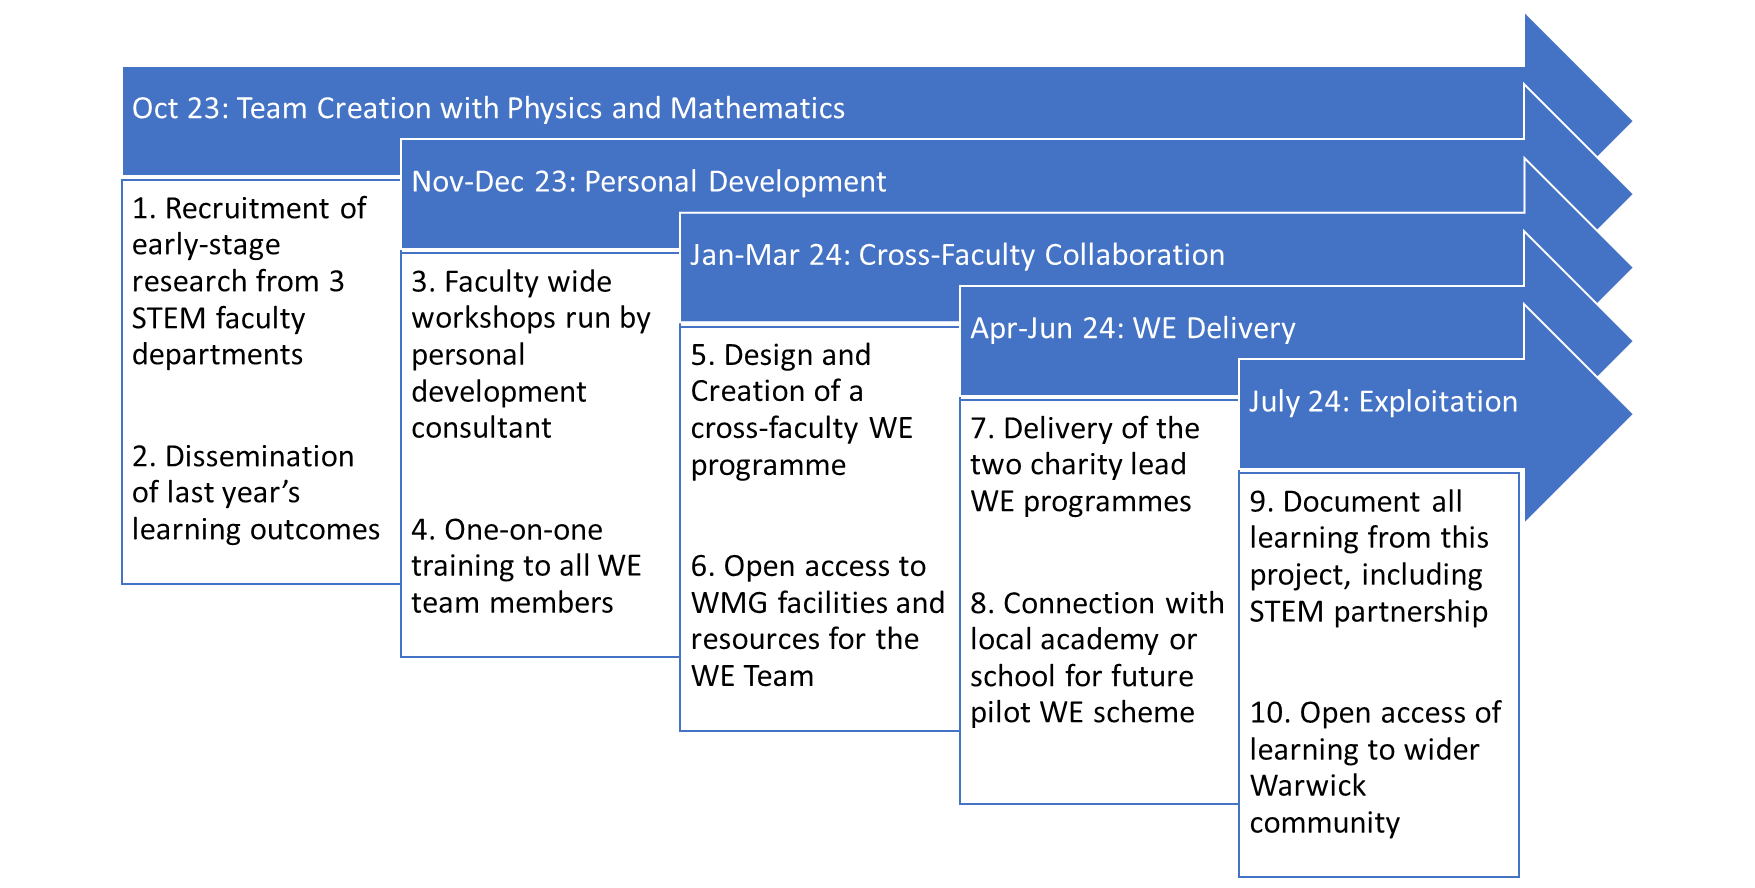 Oct 23: Team Creation with Physics and Mathematics
1. Recruitment of
early-stage
research from 3
STEM faculty
departments
2. Dissemination
of last year’s
learning outcomes
Nov-Dec 23: Personal Development
3. Faculty wide
workshops run by
personal
development
consultant
4. One-on-one
training to all WE
team members
Jan-Mar 24: Cross-Faculty Collaboration
5. Design and
Creation of a
cross-faculty WE
programme
6. Open access to
WMG facilities and
resources for the
WE Team
Apr-Jun 24: WE Delivery
7. Delivery of the
two charity lead
WE programmes
8. Connection with
local academy or
school for future
pilot WE scheme
July 24: Exploitation
9. Document all
learning from this
project, including
STEM partnership
10. Open access of
learning to wider
Warwick
community